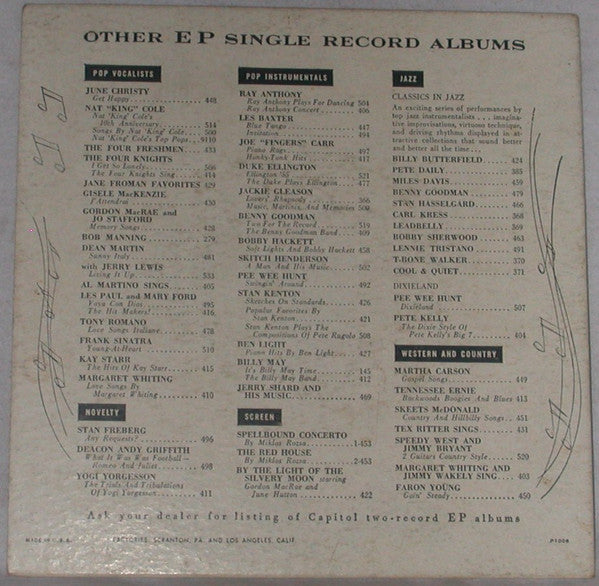 OTHER EP SINGLE RECORD ALBUMS
POP VOCALISTS
JUNE CHRISTY
Get Happy 448
NAT "KING" COLE
Nat 'King' Cole's
10th Anniversary 514
Songs By Nat 'King' Cole 500
Nat 'King' Cole's Top Pops 9110
THE FOUR FRESHMEN 433
THE FOUR KNIGHTS
I Get So Lonely 506
The Four Knights Sing 414
JANE FROMAN FAVORITES 429
GISELE MacKENZIE
J'Attendrai 430
GORDON MacRAE and
JO STAFFORD
Memory Songs 428
BOB MANNING 279
DEAN MARTIN
Sunny Italy 481
with JERRY LEWIS
Living It Up 533
AL MARTINO SINGS 405
LES PAUL and MARY FORD
Vaya Con Dios 495
The Hit Makers! 416
TONY ROMANO
Love Songs Italiane 478
FRANK SINATRA
Young-At-Heart 510
KAY STARR
The Hits Of Kay Starr 415
MARGARET WHITING
Love Songs By
Margaret Whiting 410
NOVELTY
STAN FREBERG
Any Requests? 496
DEACON ANDY GRIFFITH
What It Was Was Football
Romeo And Juliet 498
YOGI YORGESSON
The Trials And Tribulations
Of Yogi Yorgesson 411
POP INSTRUMENTALS
RAY ANTHONY
Ray Anthony Plays For Dancing 504
Ray Anthony Concert 406
LES BAXTER
Blue Tango 447
Invitation 494
JOE "FINGERS" CARR
Piano Rags 497
Hunky-Tonk Hits 417
DUKE ELLINGTON
Ellington '55 521
The Duke Plays Ellington 477
JACKIE GLEASON
Lovers' Rhapsody 366
Music, Martinis, And Memories 509
BENNY GOODMAN
Two For The Record 519
The Benny Goodman Band 409
BOBBY HACKETT
Soft Lights And Bobby Hackett 458
SKITCH HENDERSON
A Man And His Music 502
PEE WEE HUNT
Swingin' Around 492
STAN KENTON
Sketches On Standards 426
Popular Favorites By
Stan Kenton 421
Stan Kenton Plays The
Compositions Of Pete Rugolo 508
BEN LIGHT
Piano Hits By Ben Light 427
BILLY MAY
It's Billy May Time 145
The Billy May Band 412
JERRY SHARD AND
HIS MUSIC 469
SCREEN
SPELLBOUND CONCERTO
By Miklos Rozsa 1-453
THE RED HOUSE
By Miklos Rozsa 2-453
BY THE LIGHT OF THE
SILVERY MOON starring
Gordon MacRae and
June Hutton 422
JAZZ
CLASSICS IN JAZZ
An exciting series of performances by
top jazz instrumentalists . . . im-
aginative improvisations, virtuoso technique,
and driving rhythm displayed in at-
tractive collections that sound better
and better all the time . . .
BILLY BUTTERFIELD 424
PETE DAILY 385
MILES DAVIS 459
BENNY GOODMAN 479
STAN HASSELGARD 466
CARL KRESS 368
LEADBELLY 369
BOBBY SHERWOOD 463
LENNIE TRISTANO 491
T-BONE WALKER 370
COOL & QUIET 371
DIXIELAND
PEE WEE HUNT
Dixieland 507
PETE KELLY
The Dixie Style Of
Pete Kelly's Big 7 404
WESTERN AND COUNTRY
MARTHA CARSON
Gospel Songs 449
TENNESSEE ERNIE
Backwoods Boogies And Blues 413
SKEETS McDONALD
Country And Hillbilly Songs 451
TEX RITTER SINGS 431
SPEEDY WEST AND
JIMMY BRYANT
2 Guitars Country Style 520
MARGARET WHITING and
JIMMY WAKELY SING 403
FARON YOUNG
Goin' Steady 450
Ask your dealer for listing of Capitol two-record EP albums
MADE IN U.S.A.
FACTORIES: SCRANTON, PA. AND LOS ANGELES, CALIF.
P1008